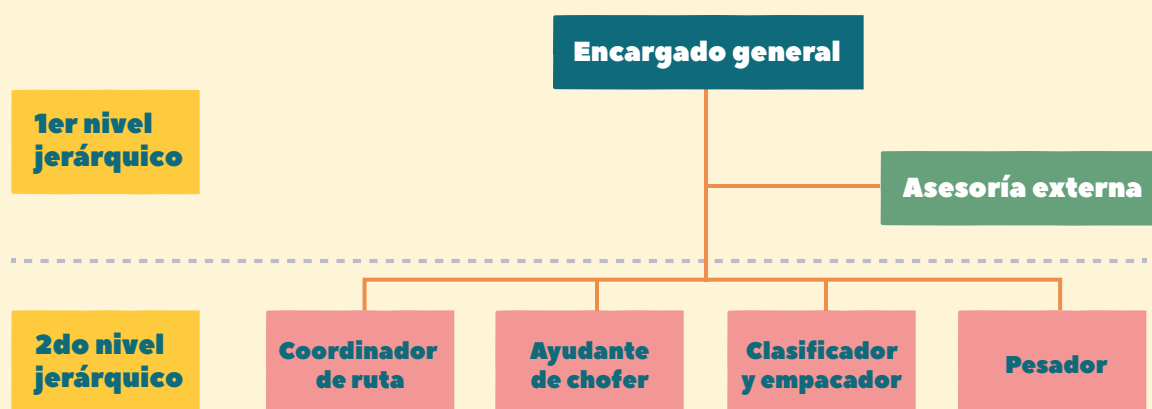 Encargado general
1er nivel
jerárquico
Asesoría externa
2do nivel
jerárquico
Coordinador
de ruta
Ayudante
de chofer
Clasificador
y empacador
Pesador